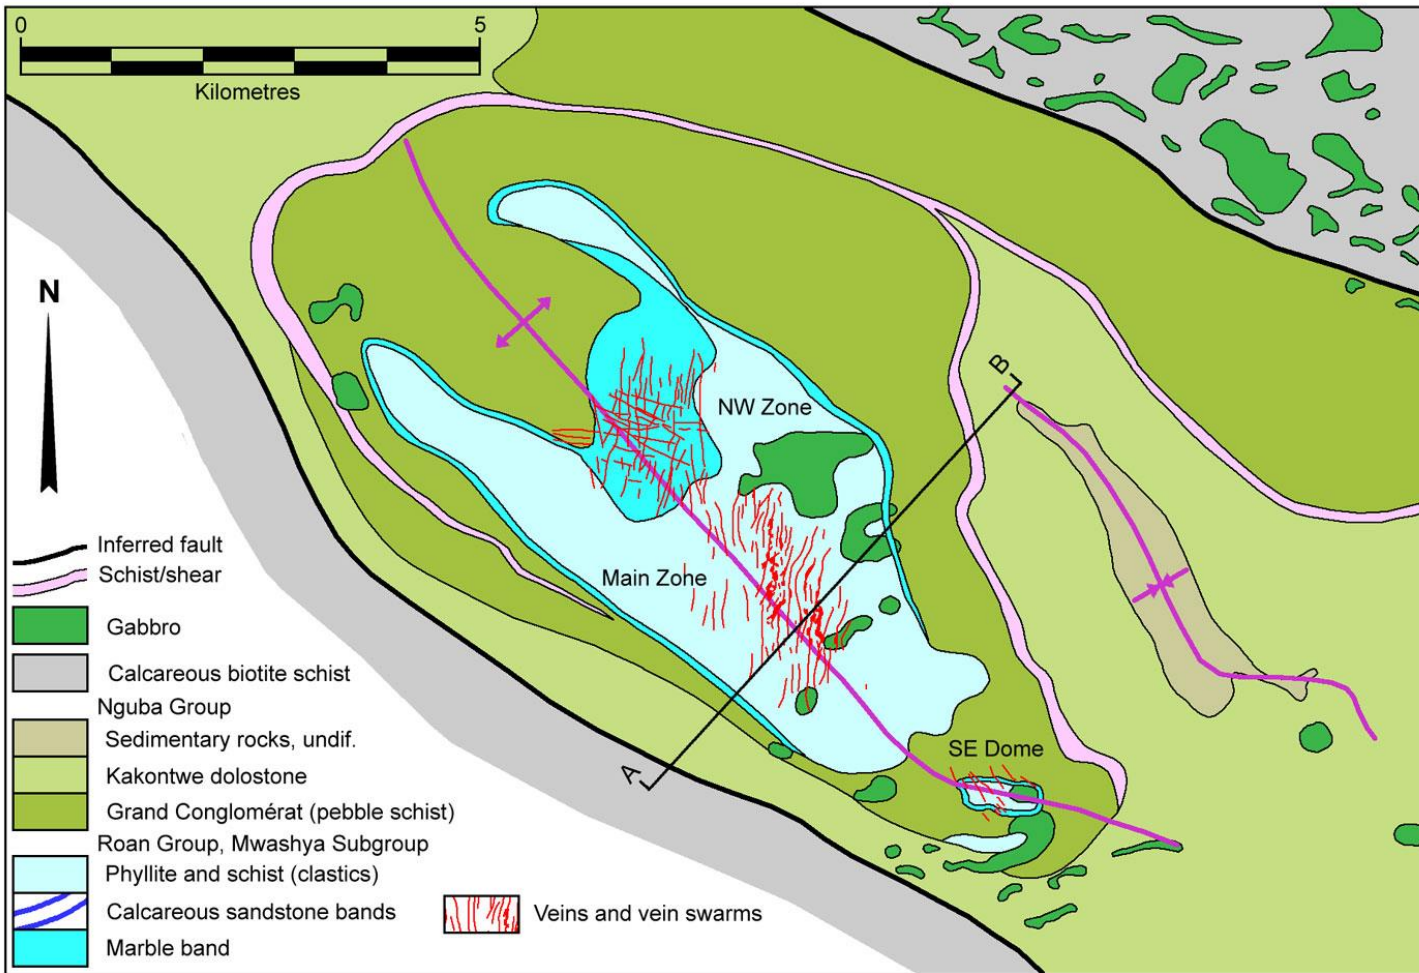 0 5
Kilometres
N
NW Zone
Main Zohe
SE Dome
A
B
Inferred fault
Schist/shear
Gabbro
Calcareous biotite schist
Nguba Group
Sedimentary rocks, undif.
Kakontwe dolostone
Grand Conglomérat (pebble schist)
Roan Group, Mwashya Subgroup
Phyllite and schist (clastics)
Calcareous sandstone bands
Marble band
Veins and vein swarms